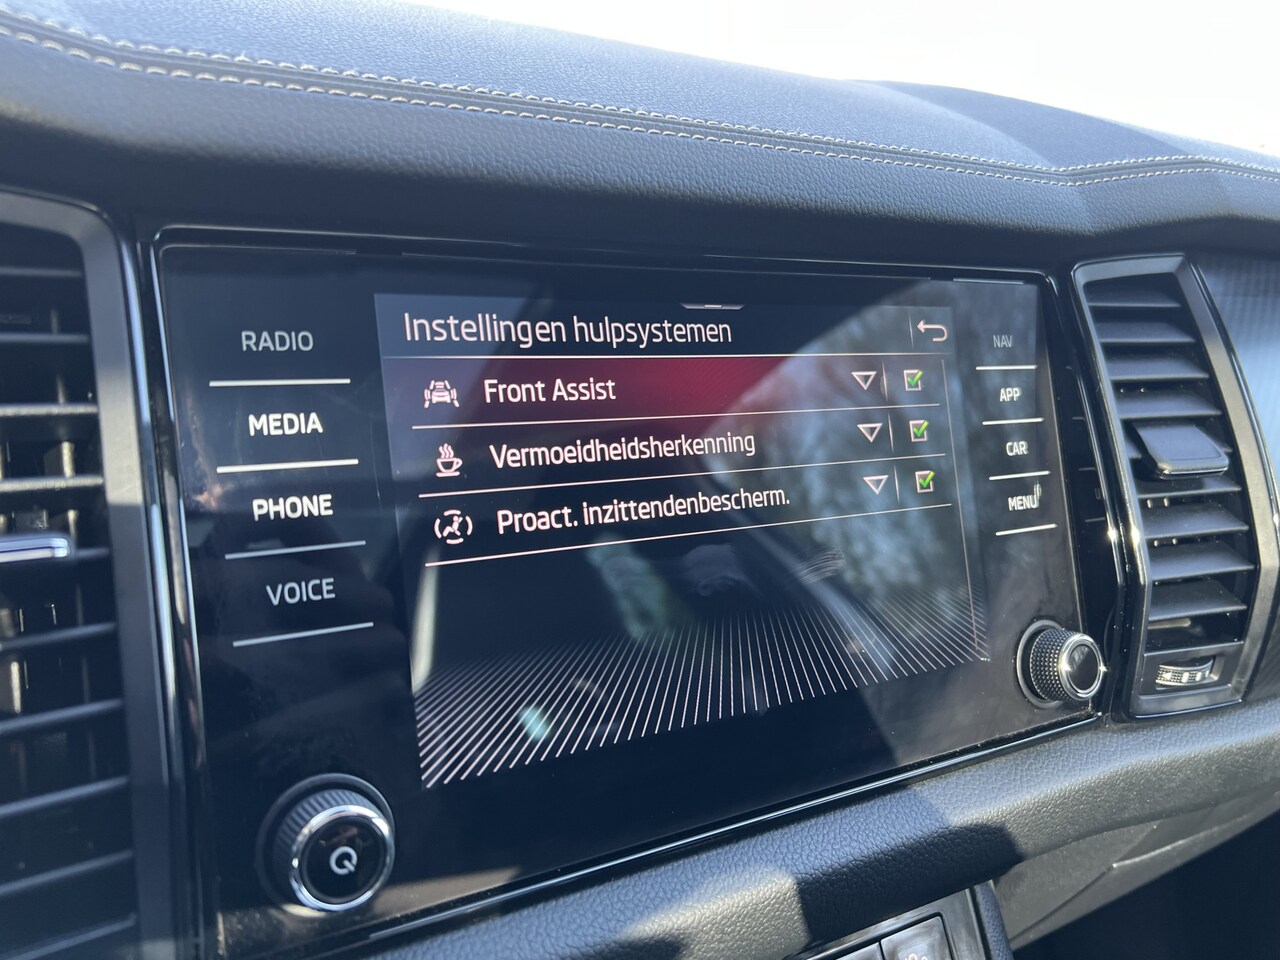 RADIO
MEDIA
PHONE
VOICE
Instellingen hulpsystemen
Front Assist
Vermoeidheidsherkenning
Proact. inzittendenbescherm.
NAV
APP
CAR
MENU